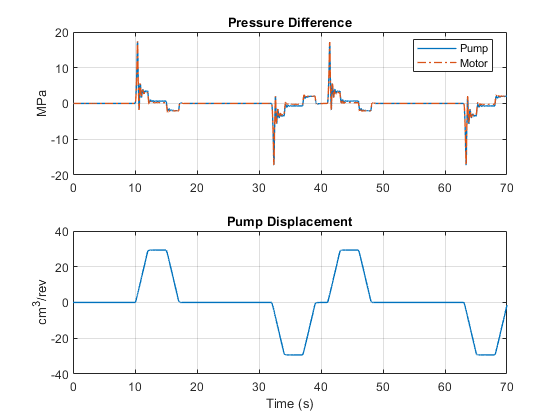 Pressure Difference
20
10
0
-10
-20
MPa
Pump
Motor
0 10 20 30 40 50 60 70
Pump Displacement
40
20
0
-20
-40
cm³/rev
0 10 20 30 40 50 60 70
Time (s)